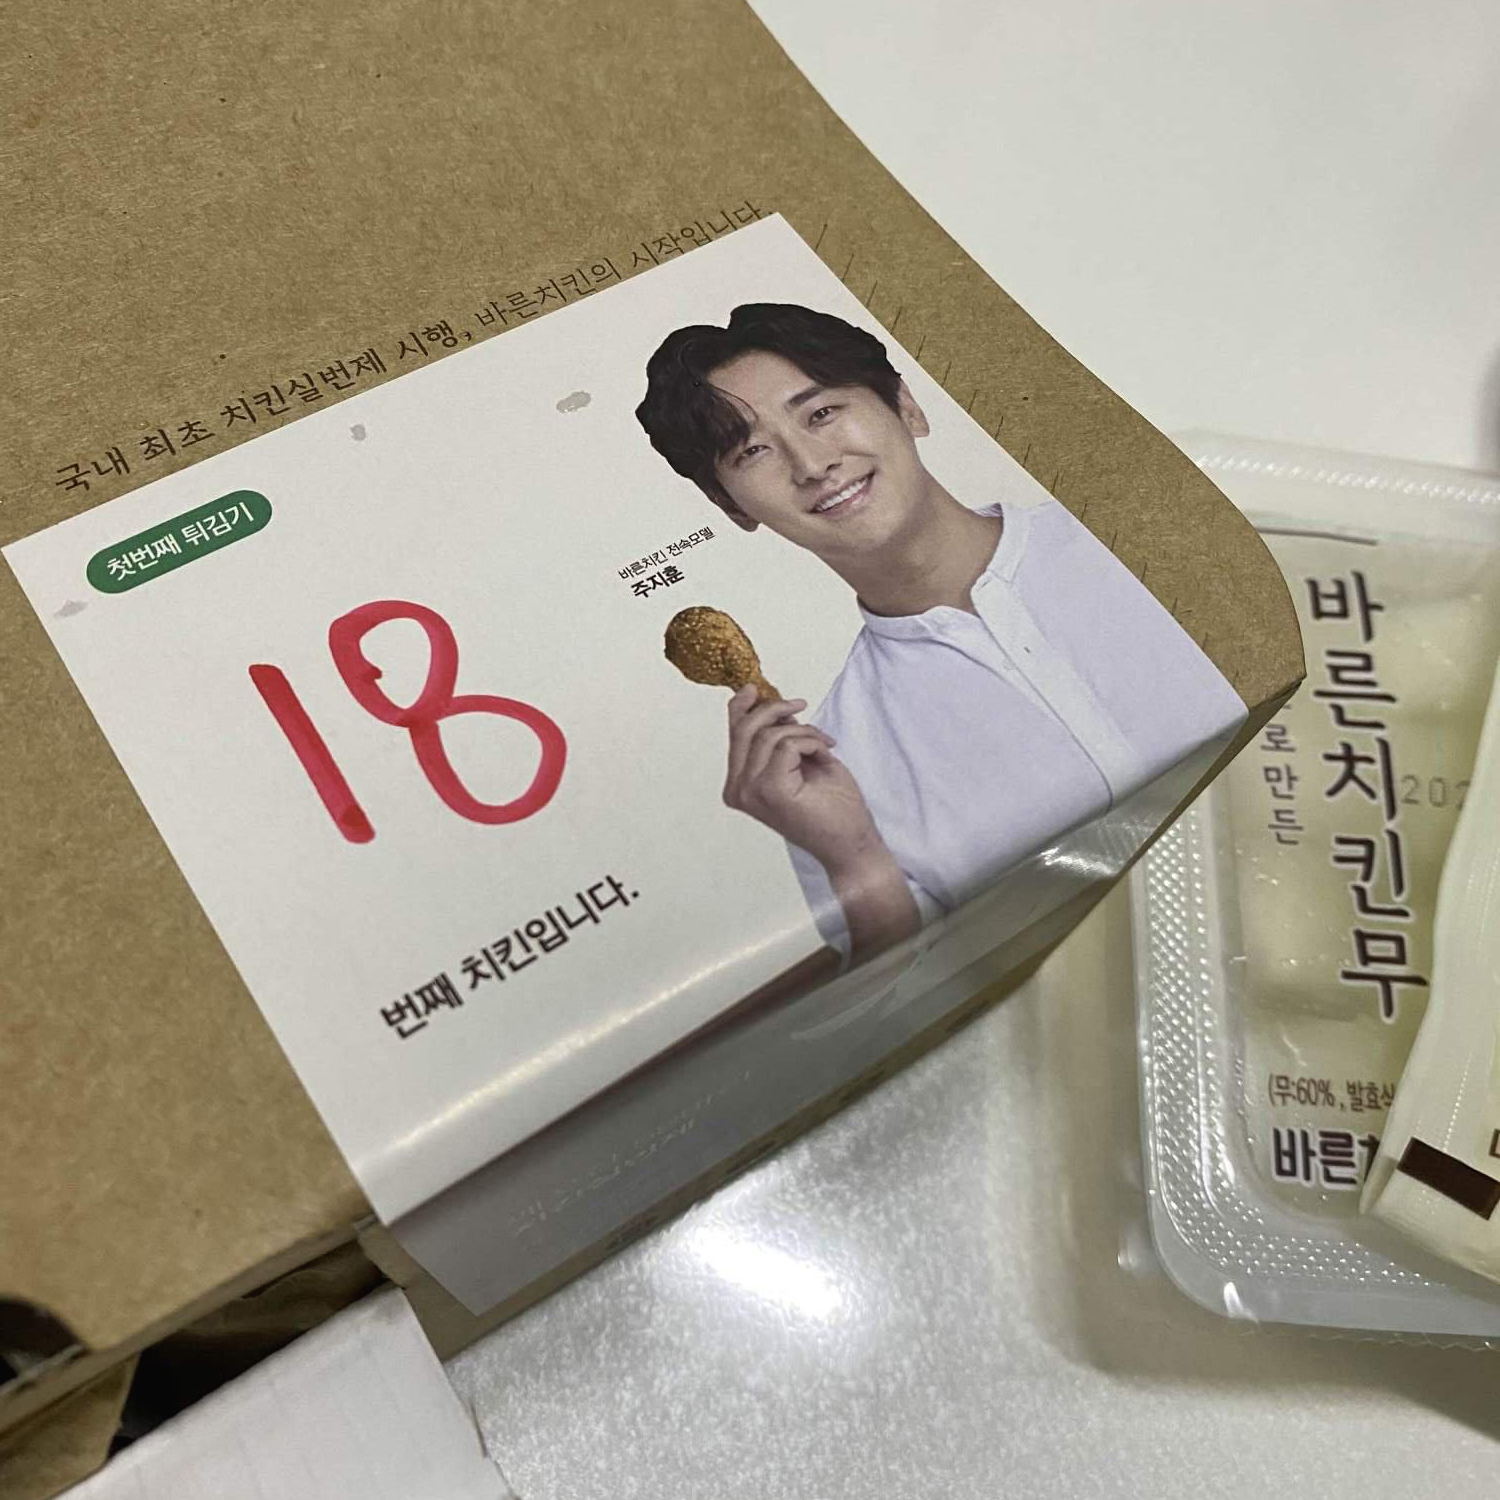 국내 최초 치킨실번제 시행, 바른치킨의 시작입니다.
첫번째 튀김기
바른치킨 전속모델
주지훈
18
번째 치킨입니다.
바른치킨무
로만든
202
(무:60%, 발효식
바른치